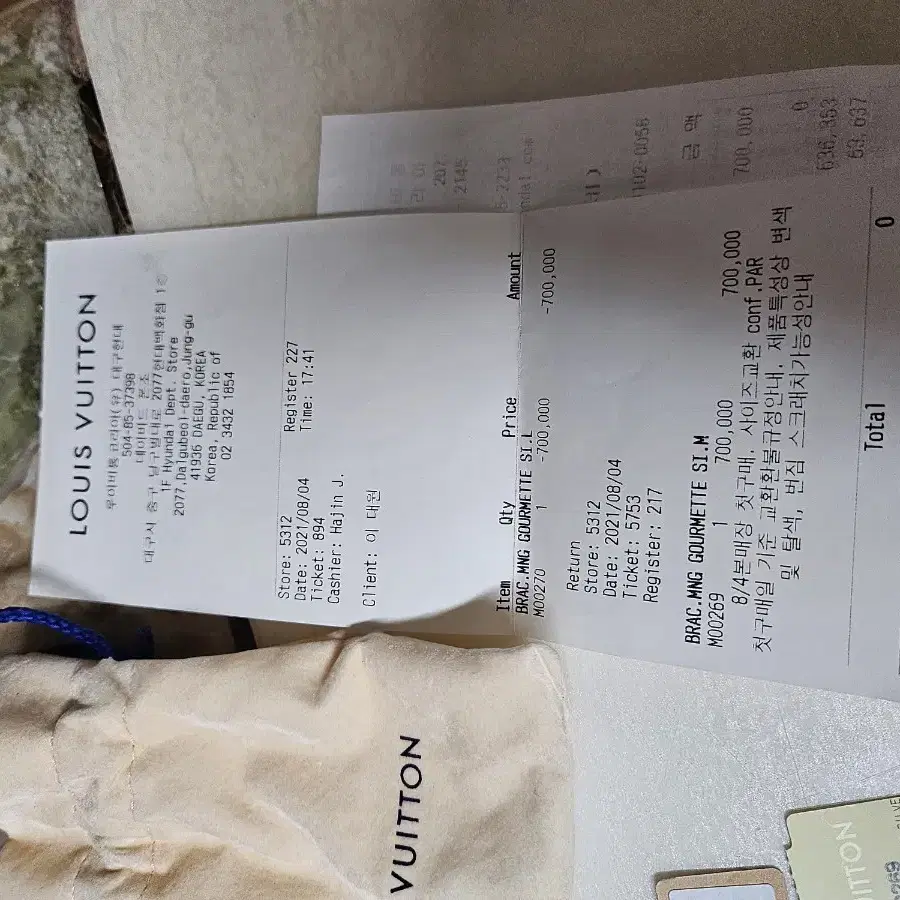 LOUIS VUITTON
루이비통코리아(유) 대구현대
504-85-37398
데이비드 폰조
대구시 중구 달구벌대로 2077현대백화점 1층
1F Hyundai Dept. Store
2077,Dalgubeol-daero,Jung-gu
41936 DAEGU, KOREA
Korea, Republic of
02 3432 1854
Store: 5312 Register 227
Date: 2021/08/04 Time: 17:41
Ticket: 894
Cashier: Hajin J.
Client: 이 대원
Item Qty Price Amount
BRAC.MNG GOURMETTE SI.L
M00270 1 -700,000 -700,000
Return
Store: 5312
Date: 2021/08/04
Ticket: 5753
Register: 217
BRAC.MNG GOURMETTE SI.M
M00269 1 700,000 700,000
8/4본매장 첫구매, 사이즈교환 conf.PAR
첫구매일 기준 교환환불규정안내, 제품특성상 변색
및 탈색, 번짐 스크래치가능성안내
Total 0
207
2145
2233
1102-0056
금 액
700,000
0
636,363
63,637
VUITTON